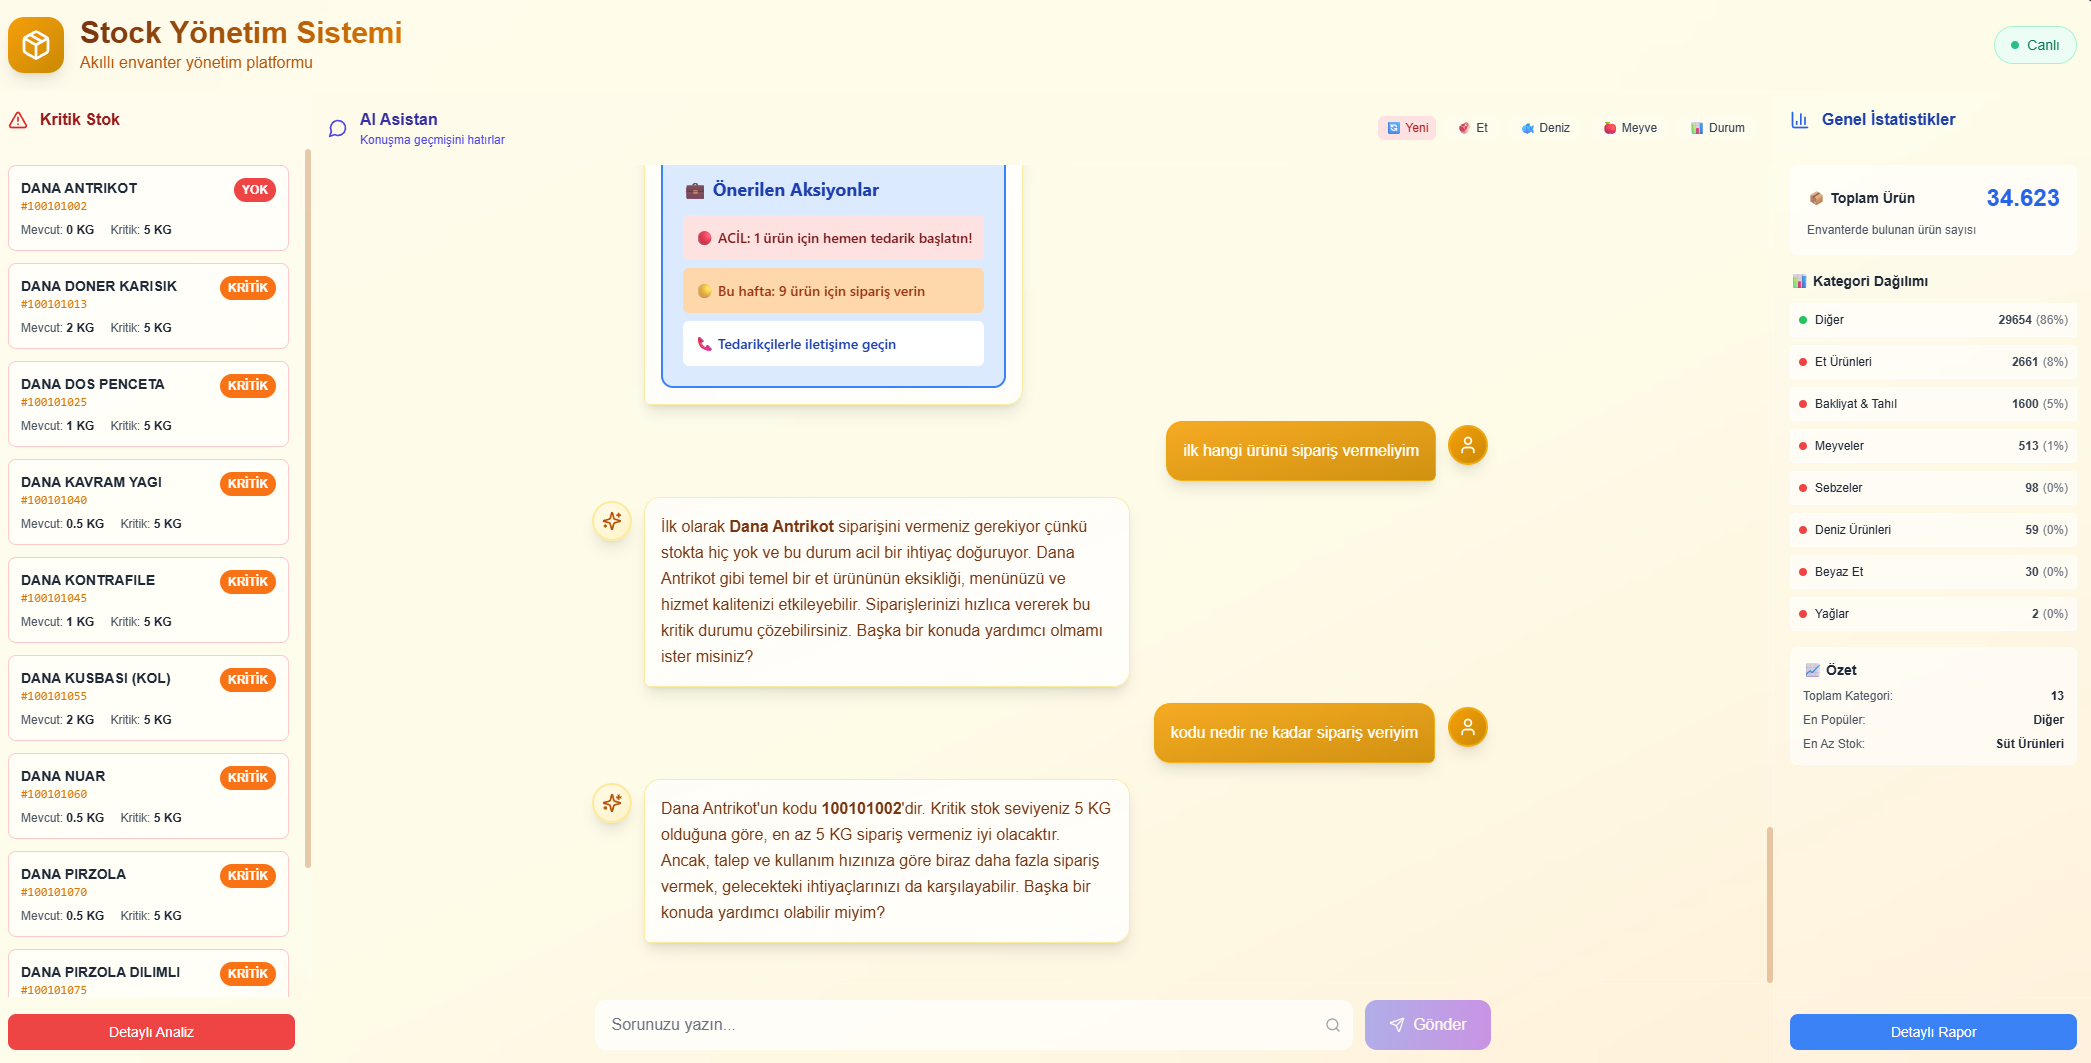 Stock Yönetim Sistemi
Akıllı envanter yönetim platformu
Canlı
Kritik Stok
DANA ANTRIKOT
YOK
#100101002
Mevcut: 0 KG Kritik: 5 KG
DANA DONER KARISIK
KRİTİK
#100101013
Mevcut: 2 KG Kritik: 5 KG
DANA DOS PENCETA
KRİTİK
#100101025
Mevcut: 1 KG Kritik: 5 KG
DANA KAVRAM YAGI
KRİTİK
#100101040
Mevcut: 0.5 KG Kritik: 5 KG
DANA KONTRAFILE
KRİTİK
#100101045
Mevcut: 1 KG Kritik: 5 KG
DANA KUSBASI (KOL)
KRİTİK
#100101055
Mevcut: 2 KG Kritik: 5 KG
DANA NUAR
KRİTİK
#100101060
Mevcut: 0.5 KG Kritik: 5 KG
DANA PIRZOLA
KRİTİK
#100101070
Mevcut: 0.5 KG Kritik: 5 KG
DANA PIRZOLA DILIMLI
KRİTİK
#100101075
Detaylı Analiz
AI Asistan
Konuşma geçmişini hatırlar
Yeni
Et
Deniz
Meyve
Durum
Önerilen Aksiyonlar
ACİL: 1 ürün için hemen tedarik başlatın!
Bu hafta: 9 ürün için sipariş verin
Tedarikçilerle iletişime geçin
ilk hangi ürünü sipariş vermeliyim
İlk olarak Dana Antrikot siparişini vermeniz gerekiyor çünkü
stokta hiç yok ve bu durum acil bir ihtiyaç doğuruyor. Dana
Antrikot gibi temel bir et ürününün eksikliği, menünüzü ve
hizmet kalitenizi etkileyebilir. Siparişlerinizi hızlıca vererek bu
kritik durumu çözebilirsiniz. Başka bir konuda yardımcı olmamı
ister misiniz?
kodu nedir ne kadar sipariş veriyim
Dana Antrikot'un kodu 100101002'dir. Kritik stok seviyeniz 5 KG
olduğuna göre, en az 5 KG sipariş vermeniz iyi olacaktır.
Ancak, talep ve kullanım hızınıza göre biraz daha fazla sipariş
vermek, gelecekteki ihtiyaçlarınızı da karşılayabilir. Başka bir
konuda yardımcı olabilir miyim?
Sorunuzu yazın...
Gönder
Genel İstatistikler
Toplam Ürün
34.623
Envanterde bulunan ürün sayısı
Kategori Dağılımı
Diğer 29654 (86%)
Et Ürünleri 2661 (8%)
Bakliyat & Tahıl 1600 (5%)
Meyveler 513 (1%)
Sebzeler 98 (0%)
Deniz Ürünleri 59 (0%)
Beyaz Et 30 (0%)
Yağlar 2 (0%)
Özet
Toplam Kategori: 13
En Popüler: Diğer
En Az Stok: Süt Ürünleri
Detaylı Rapor